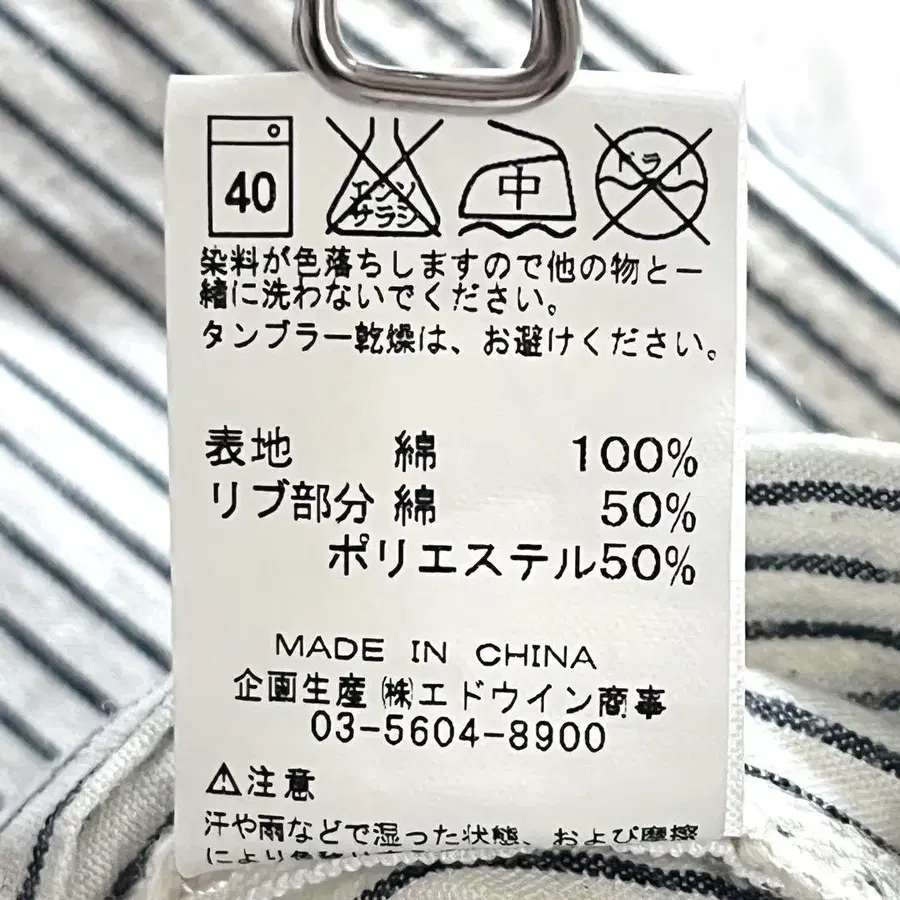 40
エンソ
サラシ
中
ドライ
染料が色落ちしますので他の物と一
緒に洗わないでください。
タンブラー乾燥は、お避けください。
表地 綿 100%
リブ部分 綿 50%
ポリエステル50%
MADE IN CHINA
企画生産 ㈱エドウイン商事
03-5604-8900
⚠注意
汗や雨などで湿った状態、および摩擦
により